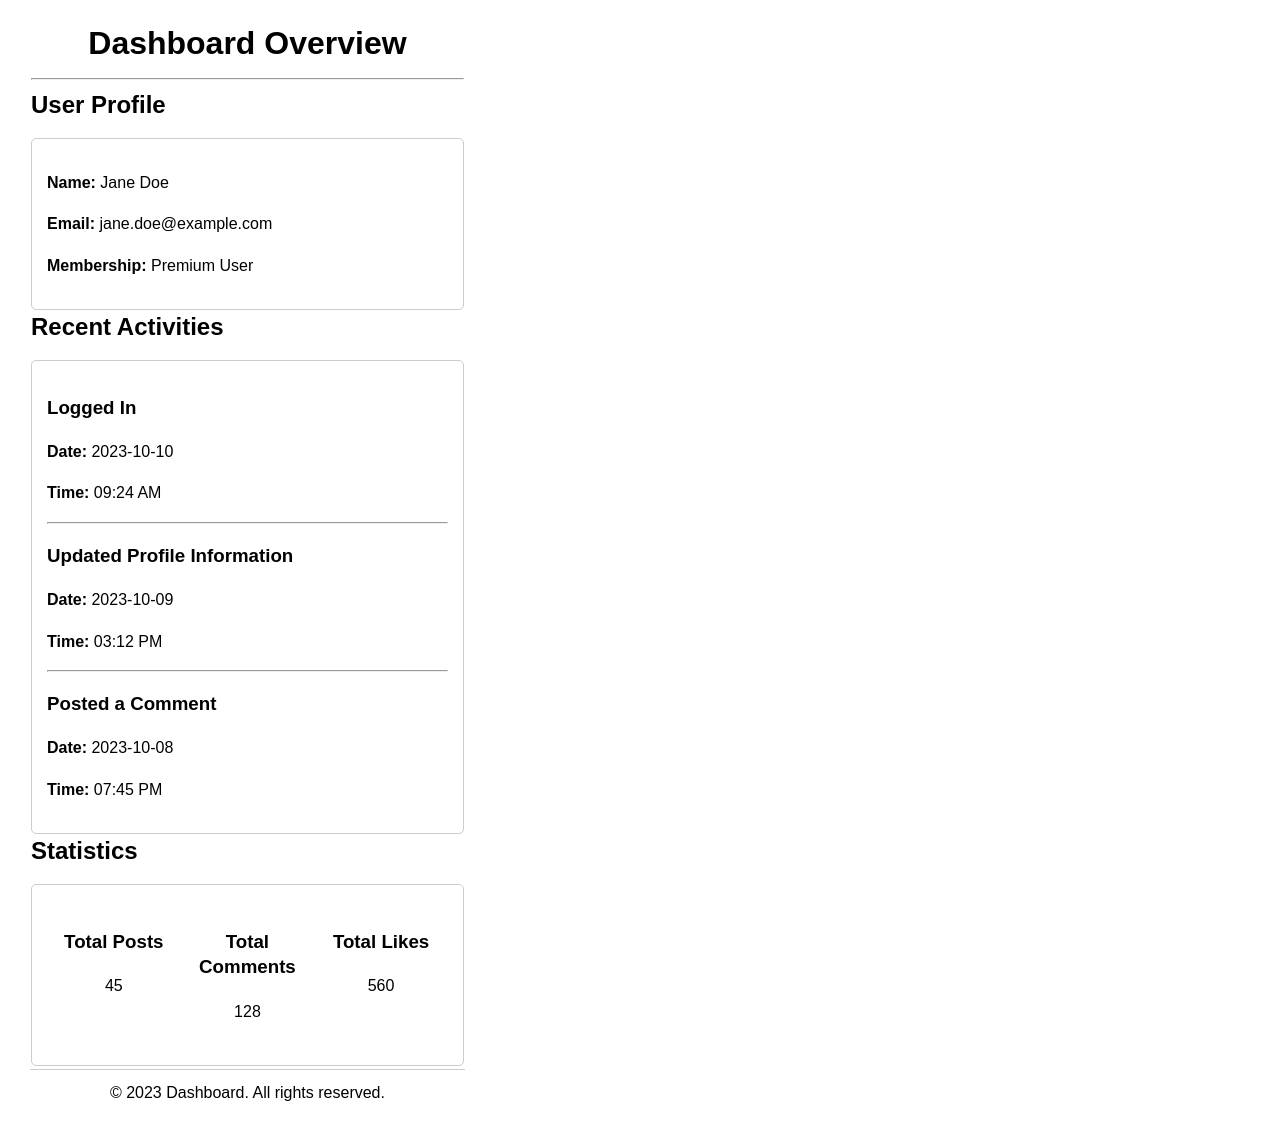 Dashboard Overview
User Profile
Name: Jane Doe
Email: jane.doe@example.com
Membership: Premium User
Recent Activities
Logged In
Date: 2023-10-10
Time: 09:24 AM
Updated Profile Information
Date: 2023-10-09
Time: 03:12 PM
Posted a Comment
Date: 2023-10-08
Time: 07:45 PM
Statistics
Total Posts
45
Total
Comments
128
Total Likes
560
© 2023 Dashboard. All rights reserved.